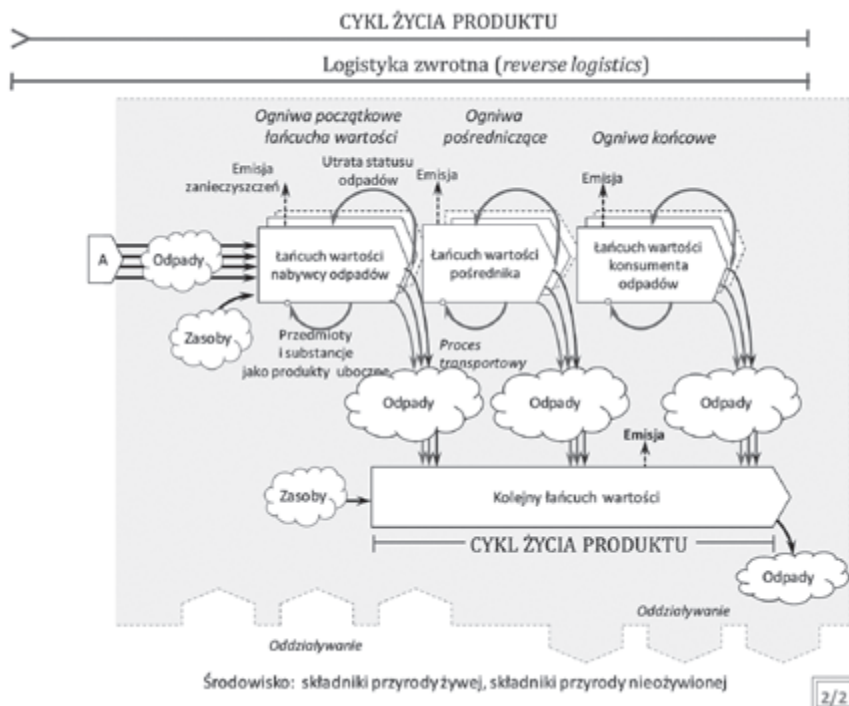 CYKL ŻYCIA PRODUKTU
Logistyka zwrotna (reverse logistics)
Ogniwa początkowe
łańcucha wartości
Ogniwa
pośredniczące
Ogniwa końcowe
Emisja
zanieczyszczeń
Utrata statusu
odpadów
Emisja
Emisja
A
Odpady
Łańcuch wartości
nabywcy odpadów
Łańcuch wartości
pośrednika
Łańcuch wartości
konsumenta
odpadów
Zasoby
Przedmioty
i substancje
jako produkty uboczne
Proces
transportowy
Odpady
Odpady
Odpady
Emisja
Zasoby
Kolejny łańcuch wartości
CYKL ŻYCIA PRODUKTU
Odpady
Oddziaływanie
Oddziaływanie
Środowisko: składniki przyrody żywej, składniki przyrody nieożywionej
2/2